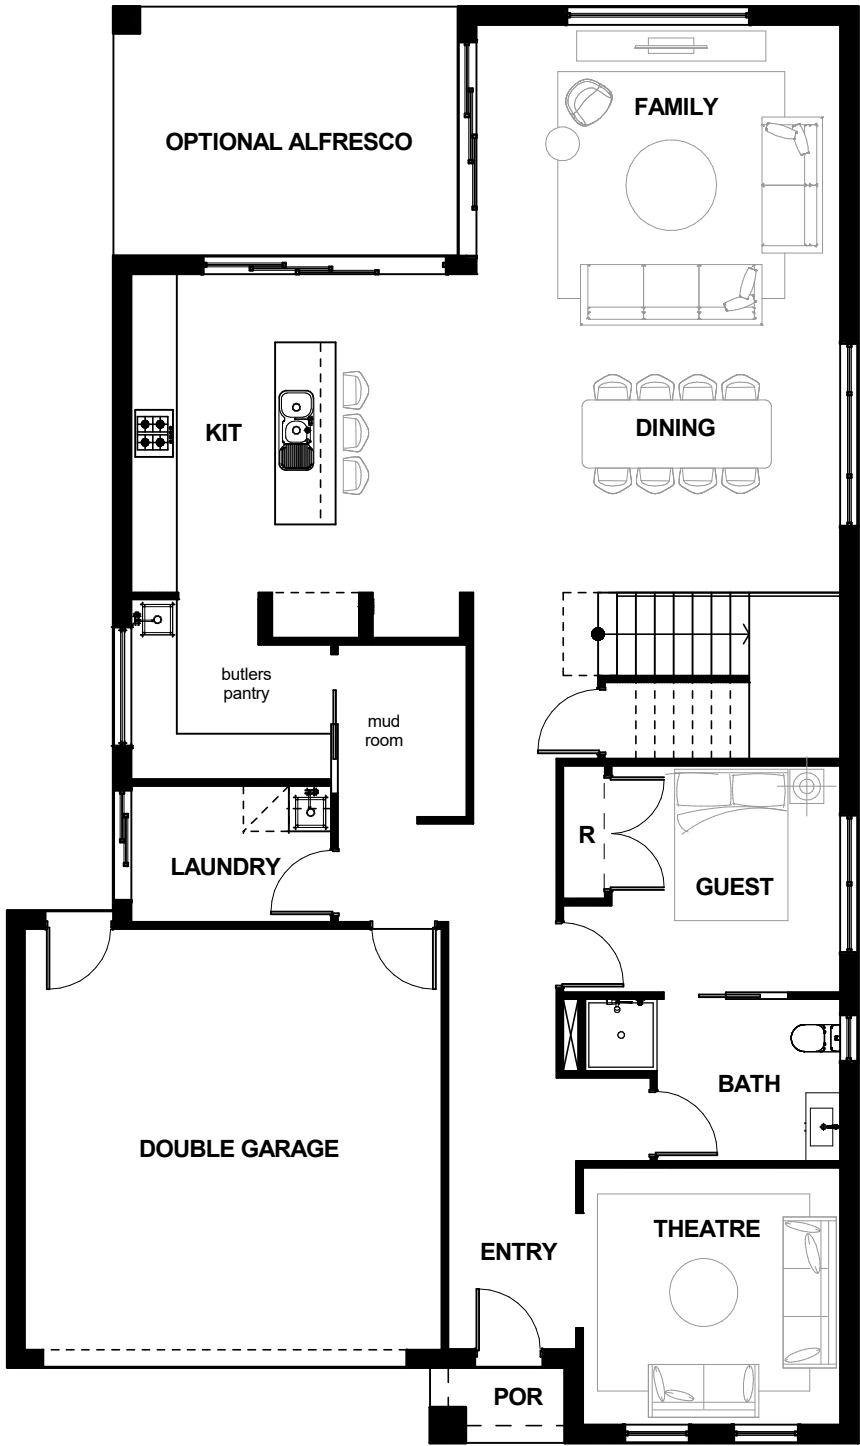 FAMILY
OPTIONAL ALFRESCO
KIT
DINING
butlers
pantry
mud
room
R
LAUNDRY
GUEST
BATH
DOUBLE GARAGE
THEATRE
ENTRY
POR